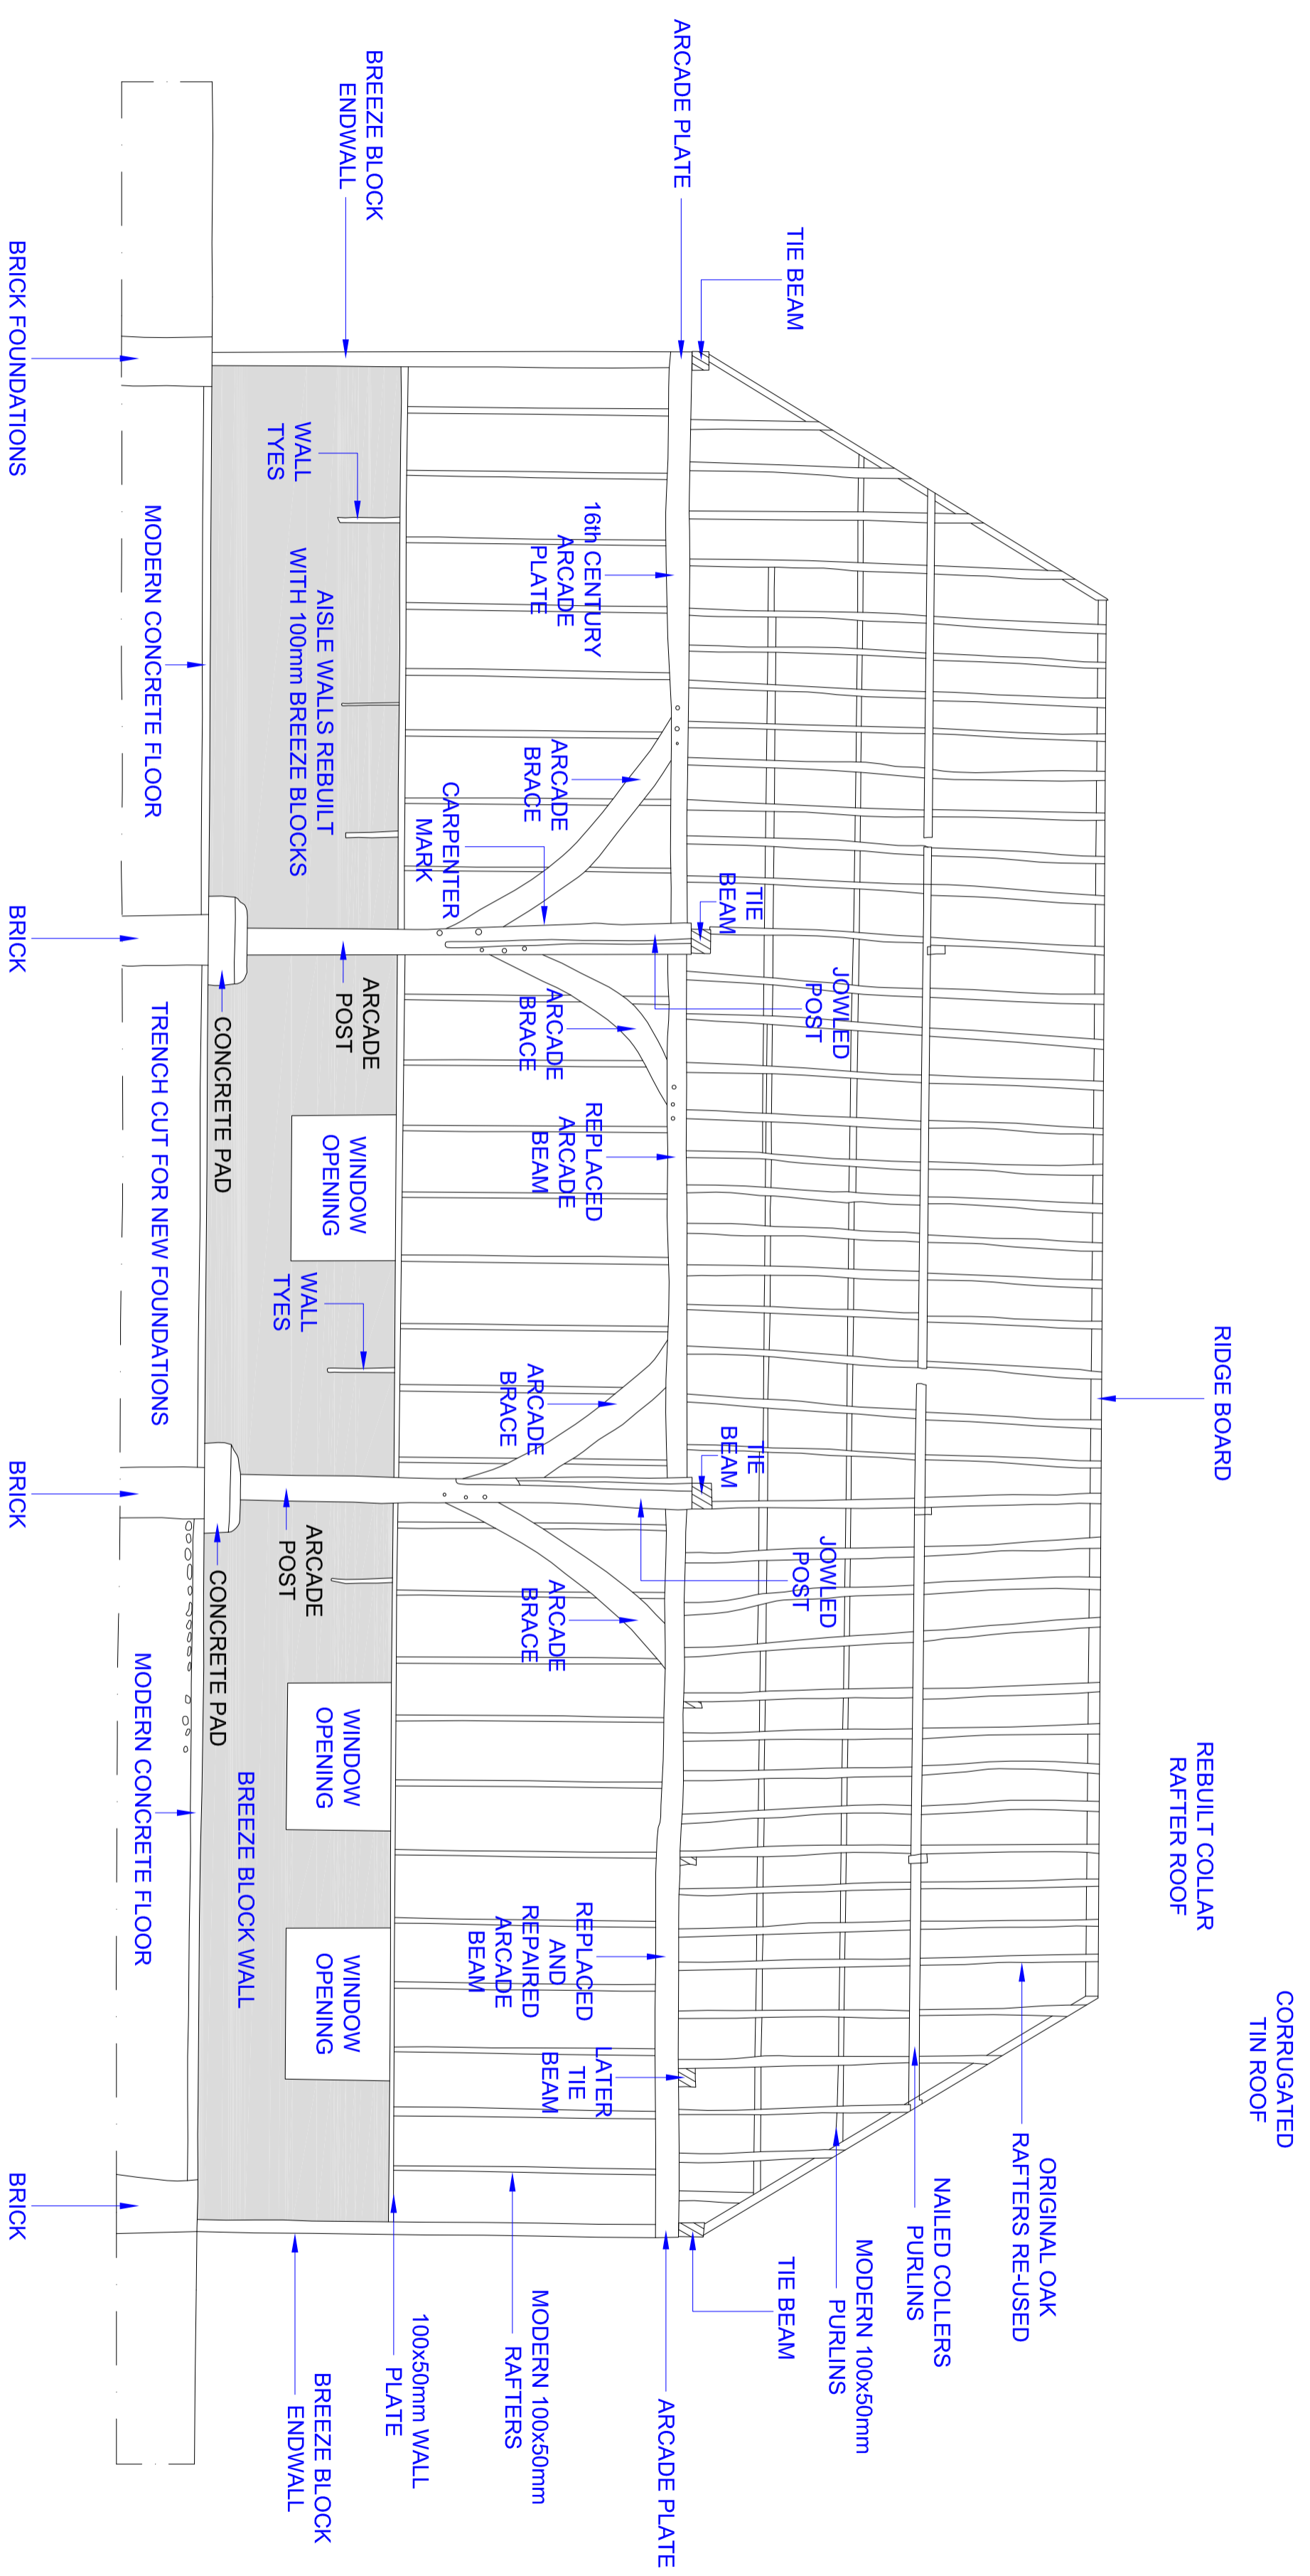 CORRUGATED
TIN ROOF
REBUILT COLLAR
RAFTER ROOF
RIDGE BOARD
ORIGINAL OAK
RAFTERS RE-USED
NAILED COLLERS
PURLINS
MODERN 100x50mm
PURLINS
TIE BEAM
TIE BEAM
TIE
BEAM
TIE
BEAM
JOWLED
POST
JOWLED
POST
ARCADE PLATE
ARCADE PLATE
16th CENTURY
ARCADE
PLATE
ARCADE
BRACE
CARPENTER
MARK
ARCADE
BRACE
REPLACED
ARCADE
BEAM
ARCADE
BRACE
ARCADE
BRACE
REPLACED
AND
REPAIRED
ARCADE
BEAM
LATER
TIE
BEAM
MODERN 100x50mm
RAFTERS
100x50mm WALL
PLATE
BREEZE BLOCK
ENDWALL
BREEZE BLOCK
ENDWALL
WALL
TYES
AISLE WALLS REBUILT
WITH 100mm BREEZE BLOCKS
ARCADE
POST
WINDOW
OPENING
WALL
TYES
ARCADE
POST
WINDOW
OPENING
WINDOW
OPENING
BREEZE BLOCK WALL
CONCRETE PAD
CONCRETE PAD
MODERN CONCRETE FLOOR
TRENCH CUT FOR NEW FOUNDATIONS
MODERN CONCRETE FLOOR
BRICK FOUNDATIONS
BRICK
BRICK
BRICK